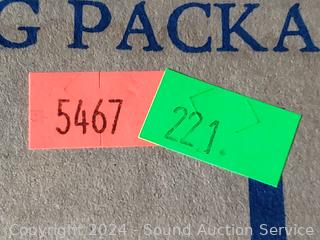 G PACKA
5467
221.
Copyright 2024 - Sound Auction Service